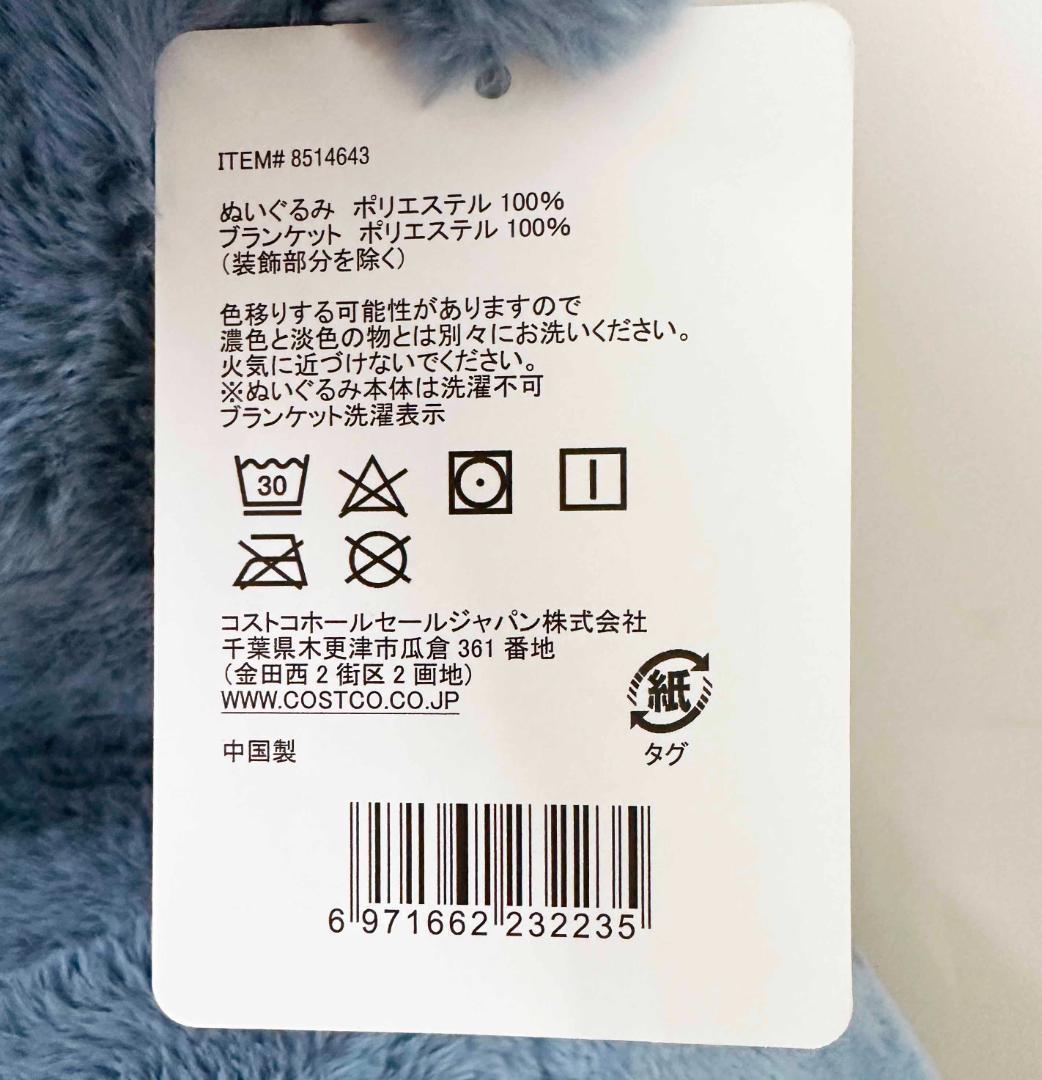 ITEM# 8514643
ぬいぐるみ ポリエステル 100%
ブランケット ポリエステル 100%
（装飾部分を除く）
色移りする可能性がありますので
濃色と淡色の物とは別々にお洗いください。
火気に近づけないでください。
※ぬいぐるみ本体は洗濯不可
ブランケット洗濯表示
30
コストコホールセールジャパン株式会社
千葉県木更津市瓜倉 361 番地
（金田西 2 街区 2 画地）
WWW.COSTCO.CO.JP
紙
タグ
中国製
6 971662 232235